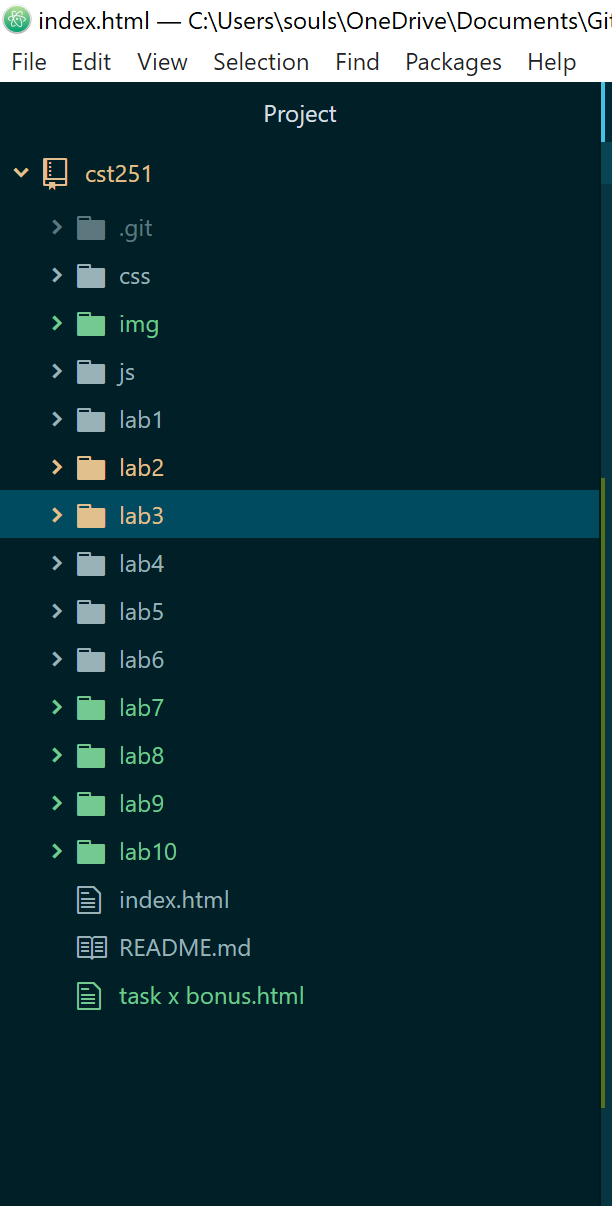 index.html — C:\Users\souls\OneDrive\Documents\Git
File Edit View Selection Find Packages Help
Project
cst251
.git
css
img
js
lab1
lab2
lab3
lab4
lab5
lab6
lab7
lab8
lab9
lab10
index.html
README.md
task x bonus.html